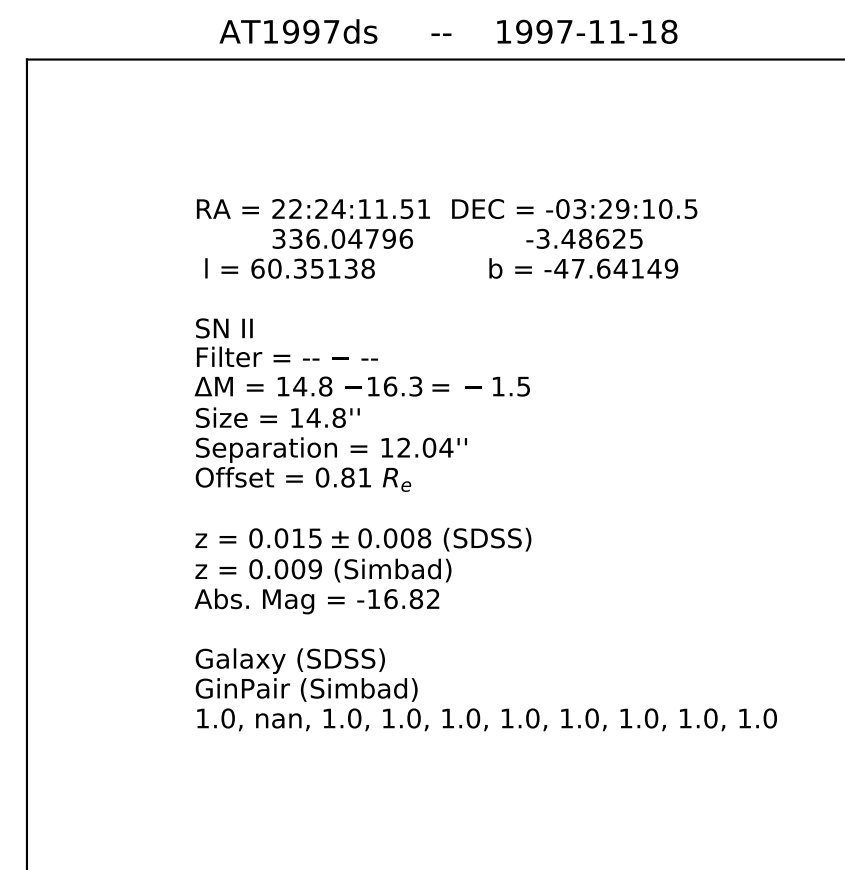 AT1997ds -- 1997-11-18
RA = 22:24:11.51 DEC = -03:29:10.5
336.04796 -3.48625
l = 60.35138 b = -47.64149
SN II
Filter = -- − --
ΔM = 14.8 −16.3 = − 1.5
Size = 14.8''
Separation = 12.04''
Offset = 0.81 Rₑ
z = 0.015 ± 0.008 (SDSS)
z = 0.009 (Simbad)
Abs. Mag = -16.82
Galaxy (SDSS)
GinPair (Simbad)
1.0, nan, 1.0, 1.0, 1.0, 1.0, 1.0, 1.0, 1.0, 1.0